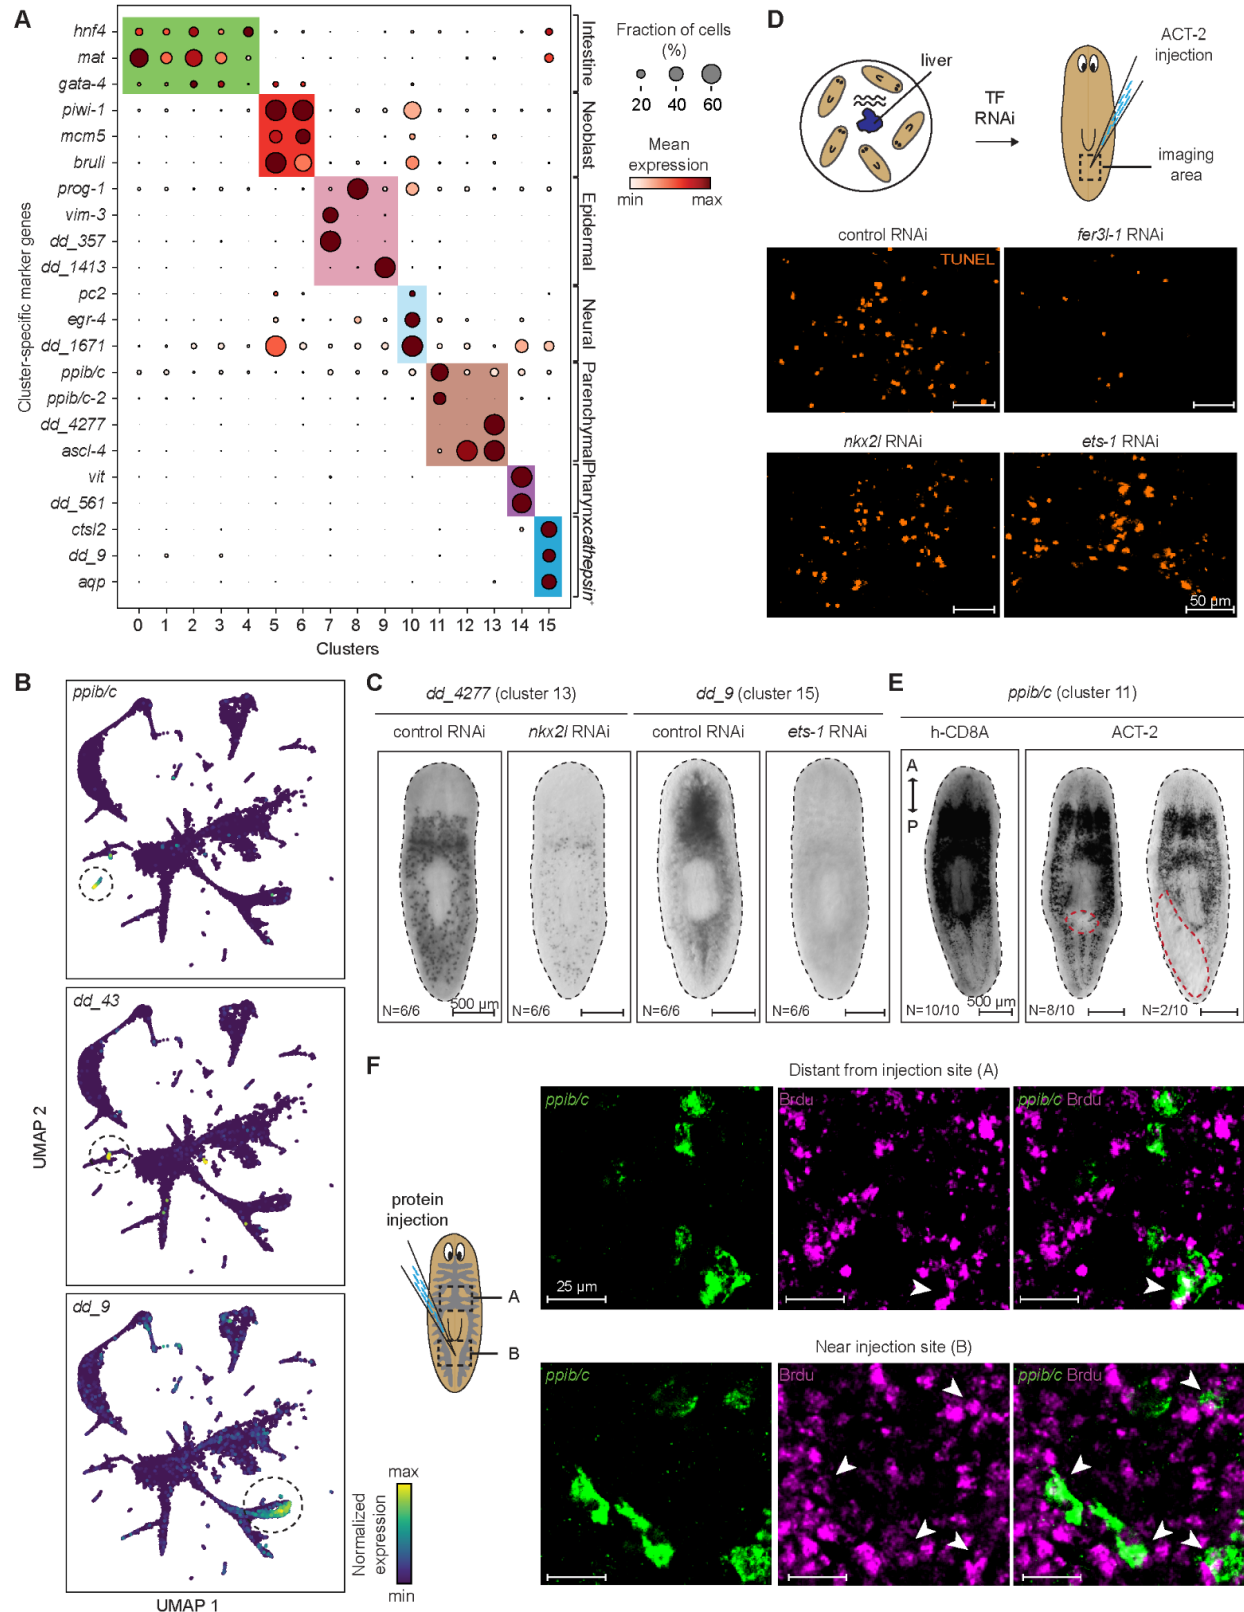 A
hnf4
mat
gata-4
piwi-1
mcm5
bruli
prog-1
vim-3
dd_357
dd_1413
pc2
egr-4
dd_1671
ppib/c
ppib/c-2
dd_4277
ascl-4
vit
dd_561
ctsl2
dd_9
aqp
Cluster-specific marker genes
0 1 2 3 4 5 6 7 8 9 10 11 12 13 14 15
Clusters
Intestine
Neoblast
Epidermal
Neural
Parenchymal
Pharynx
cathepsin+
Fraction of cells
(%)
20 40 60
Mean
expression
min max
D
liver
TF
RNAi
ACT-2
injection
imaging
area
control RNAi
fer3l-1 RNAi
TUNEL
nkx2l RNAi
ets-1 RNAi
50 µm
B
ppib/c
dd_43
dd_9
UMAP 2
UMAP 1
max
Normalized
expression
min
C
dd_4277 (cluster 13)
dd_9 (cluster 15)
control RNAi
nkx2l RNAi
control RNAi
ets-1 RNAi
500 µm
N=6/6
N=6/6
N=6/6
N=6/6
E
ppib/c (cluster 11)
h-CD8A
ACT-2
A
P
500 µm
N=10/10
N=8/10
N=2/10
F
protein
injection
A
B
Distant from injection site (A)
ppib/c
Brdu
ppib/c Brdu
25 µm
Near injection site (B)
ppib/c
Brdu
ppib/c Brdu